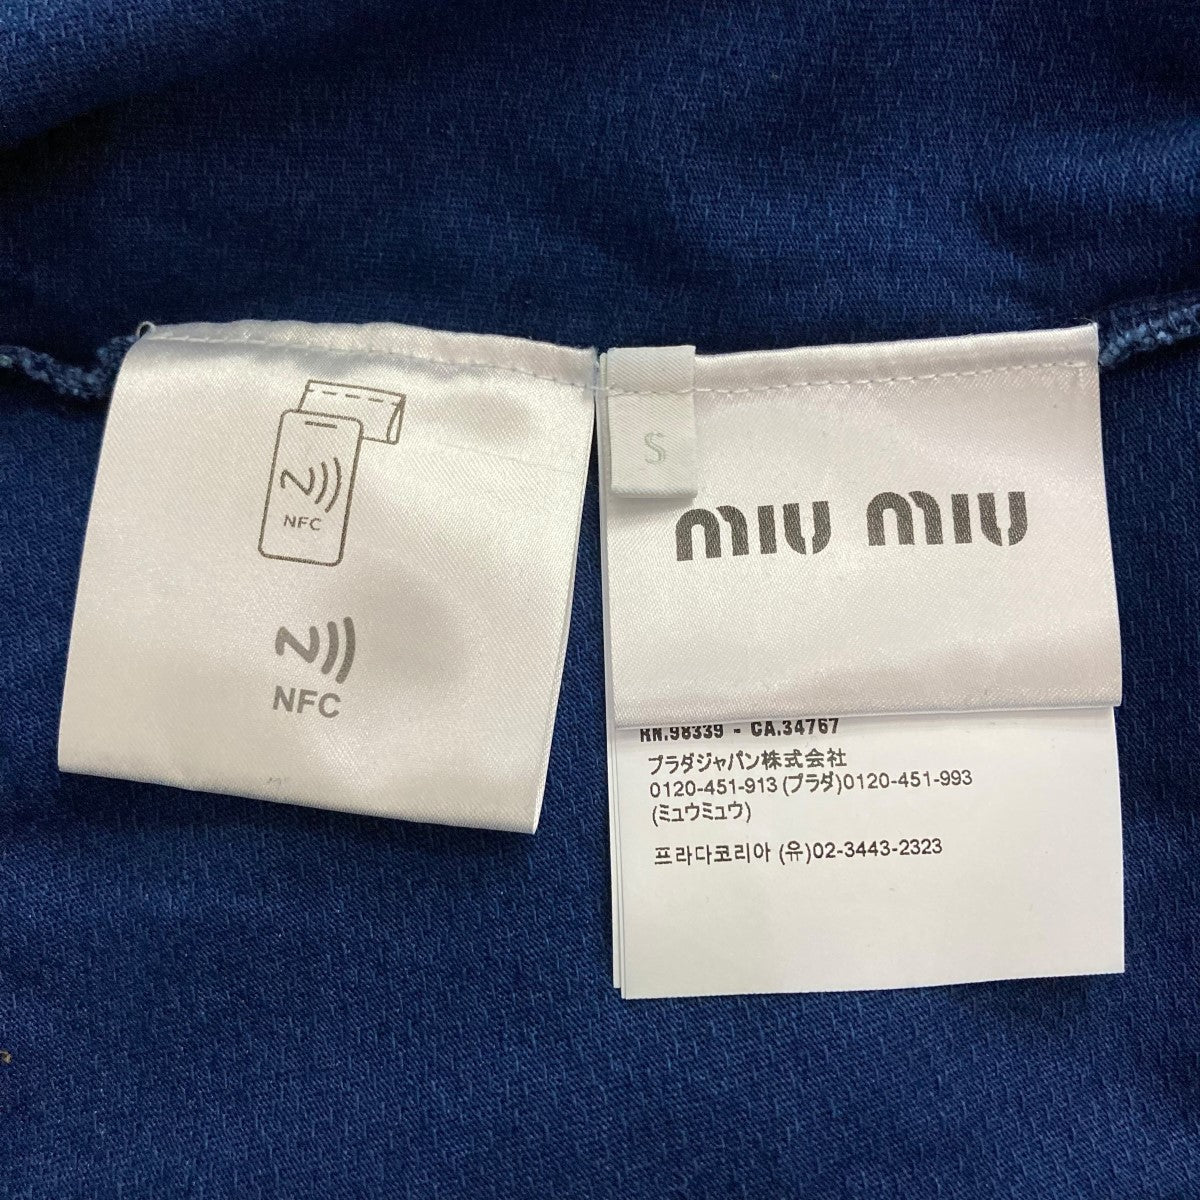 NFC
NFC
S
miu miu
RN.98339 - CA.34767
プラダジャパン株式会社
0120-451-913 (プラダ)0120-451-993
(ミュウミュウ)
프라다코리아 (유)02-3443-2323